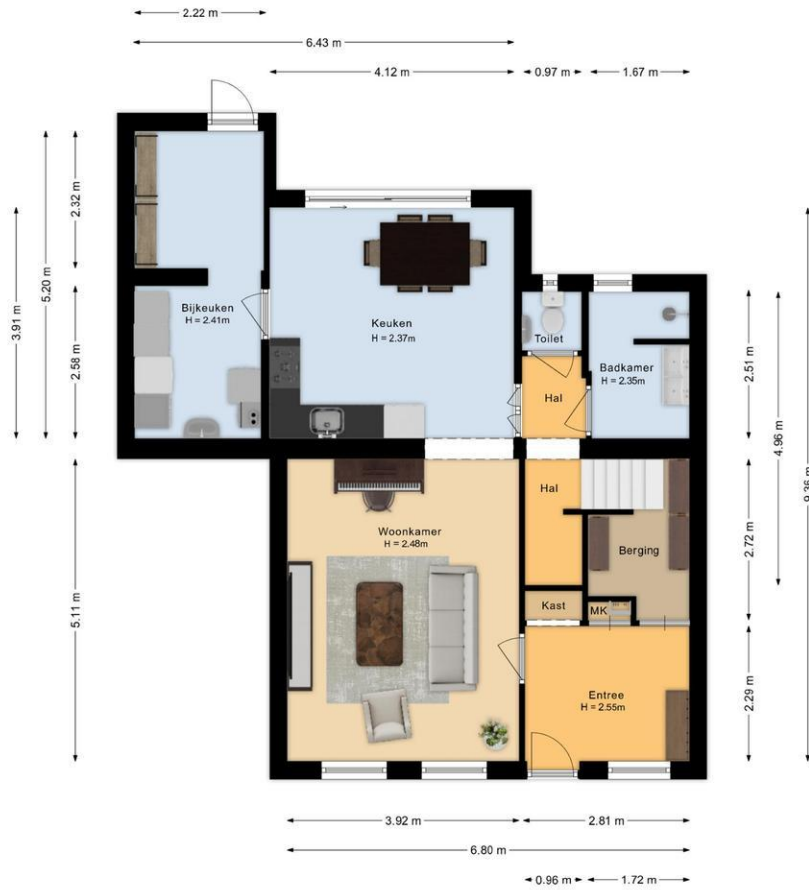 2.22 m
6.43 m
4.12 m
0.97 m
1.67 m
3.91 m
5.20 m
2.32 m
2.58 m
5.11 m
Bijkeuken
H = 2.41m
Keuken
H = 2.37m
Toilet
Badkamer
H = 2.35m
Hal
Hal
Woonkamer
H = 2.48m
Berging
Kast
MK
Entree
H = 2.55m
2.51 m
4.96 m
9.36 m
2.72 m
2.29 m
3.92 m
2.81 m
6.80 m
0.96 m
1.72 m